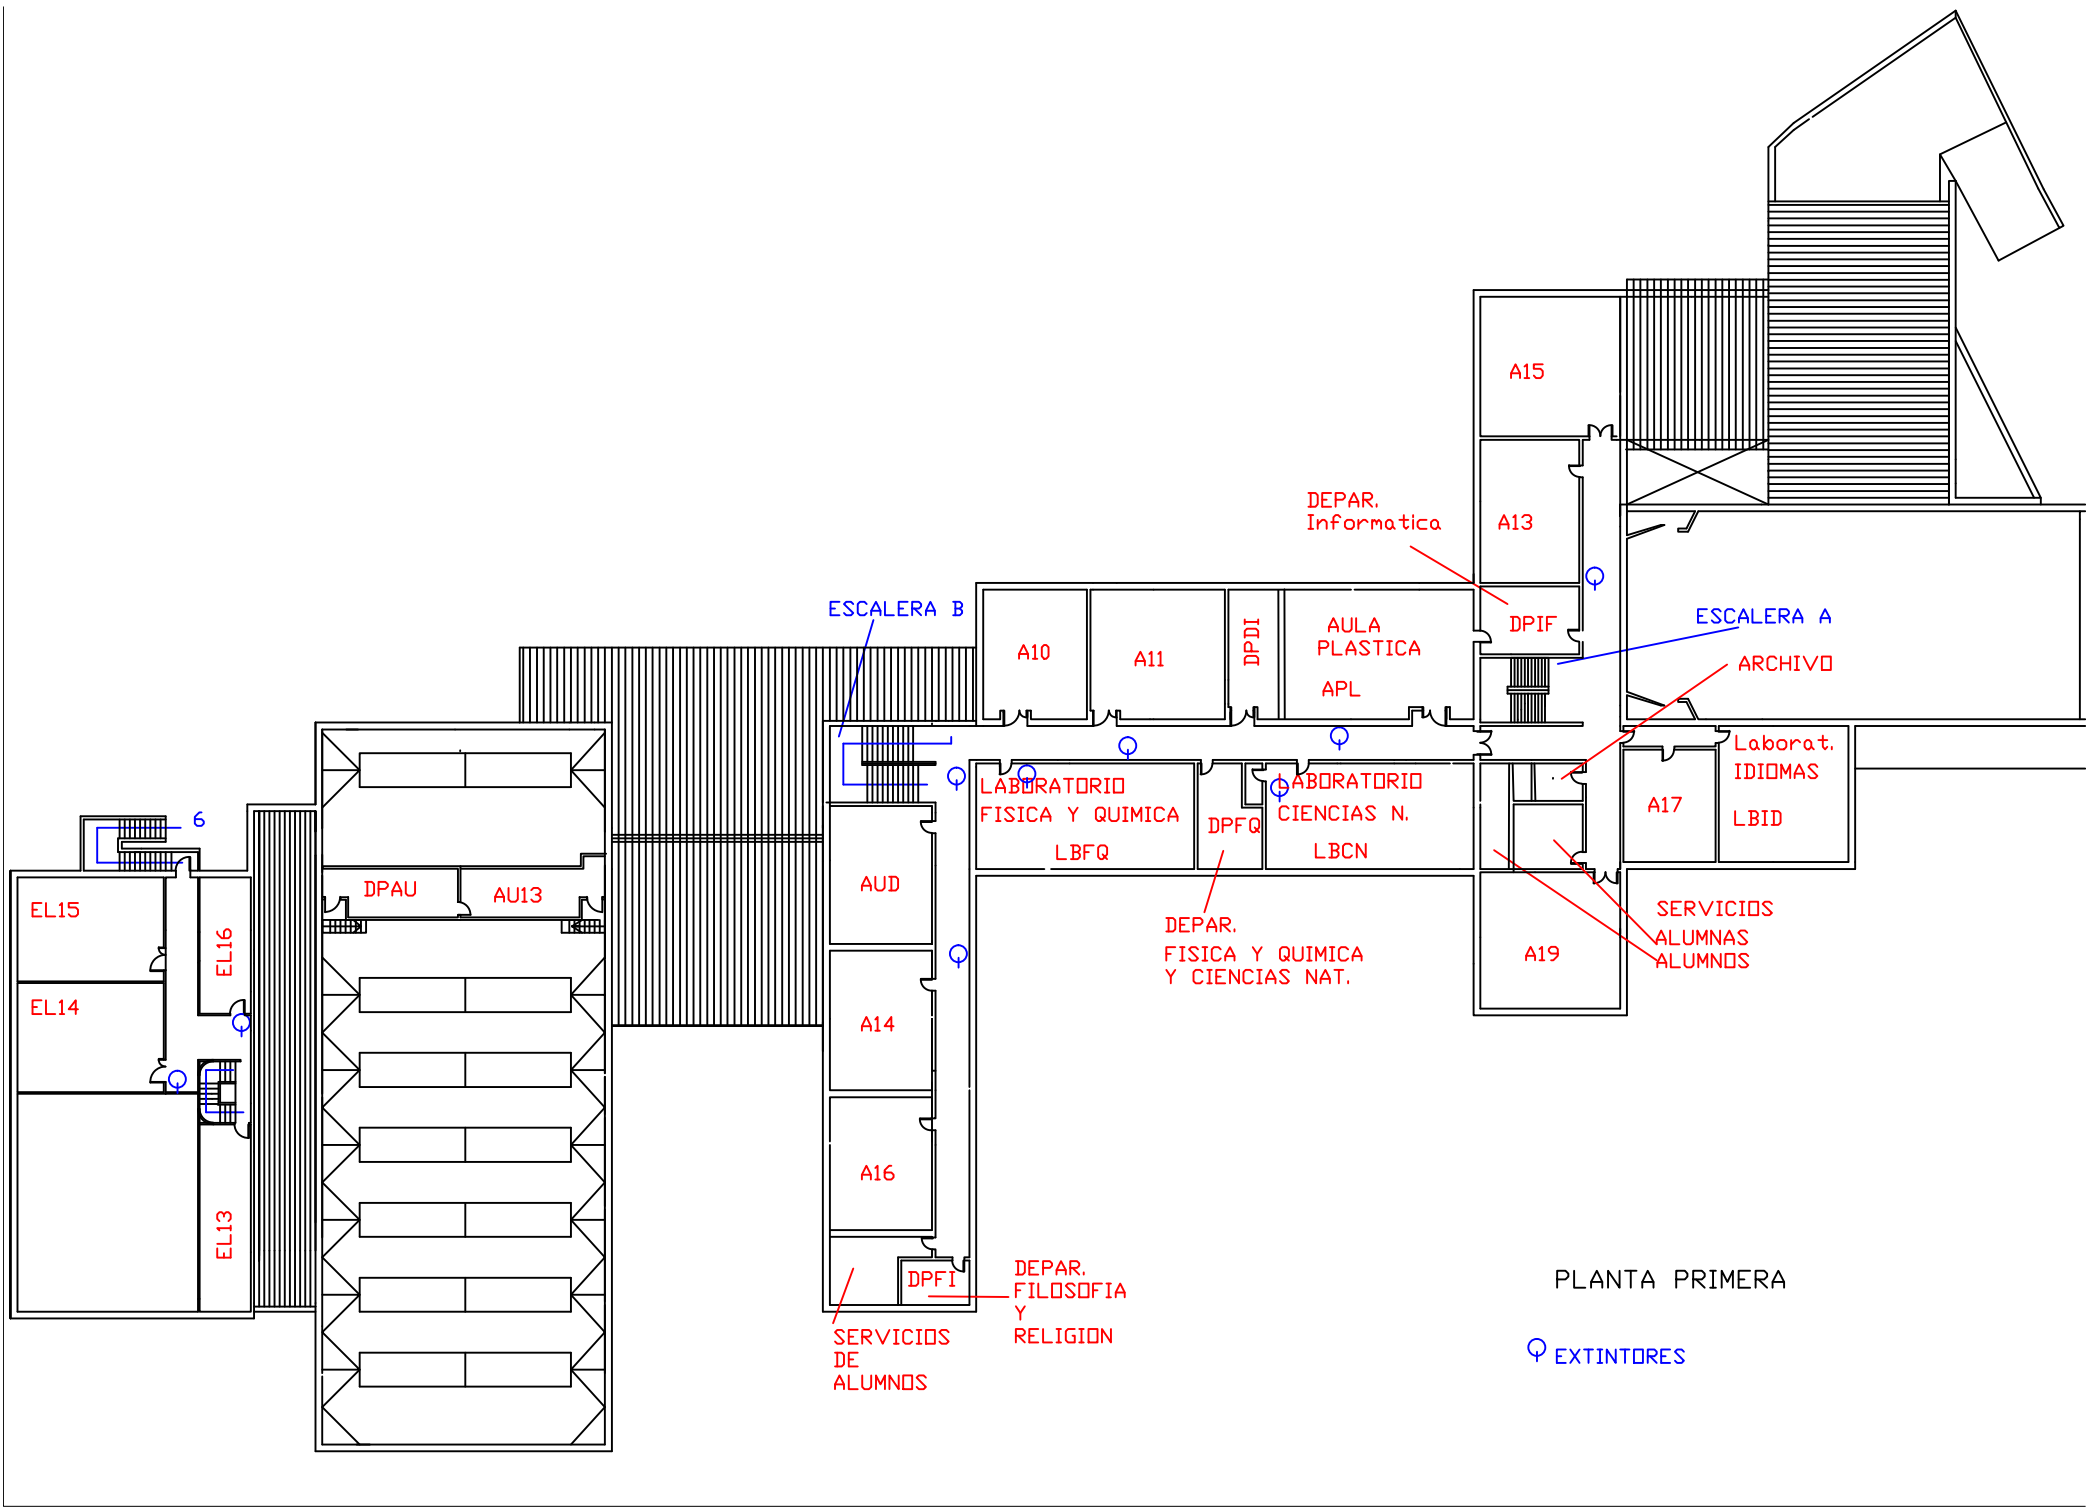 A15
DEPAR.
Informatica
A13
ESCALERA B
DPIF
ESCALERA A
A10
A11
DPDI
AULA
PLASTICA
APL
ARCHIVO
Laborat.
IDIOMAS
LBID
A17
LABORATORIO
FISICA Y QUIMICA
LBFQ
DPFQ
LABORATORIO
CIENCIAS N.
LBCN
6
DPAU
AU13
AUD
EL15
EL16
EL14
DEPAR.
FISICA Y QUIMICA
Y CIENCIAS NAT.
A19
SERVICIOS
ALUMNAS
ALUMNOS
A14
A16
EL13
DPFI
DEPAR.
FILOSOFIA
Y
RELIGION
SERVICIOS
DE
ALUMNOS
PLANTA PRIMERA
EXTINTORES